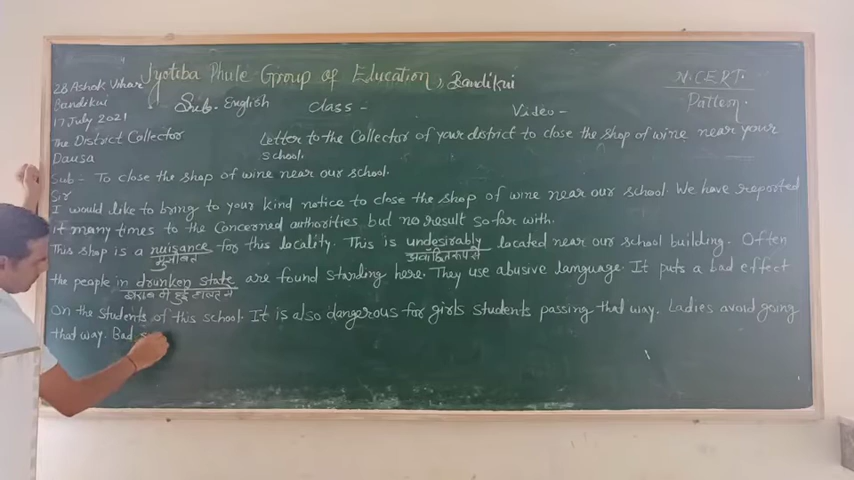 Jyotiba Phule Group of Education, Bandikui
N.C.E.R.T.
Pattern.
28 Ashok Vihar
Bandikui
17 July 2021
Sub. English Class - Video -
The District Collector
Dausa
Letter to the Collector of your district to close the shop of wine near your
school.
Sub - To close the shop of wine near our school.
Sir
I would like to bring to your kind notice to close the shop of wine near our school. We have reported
it many times to the concerned authorities but no result so far with.
This shop is a nuisance for this locality. This is undesirably located near our school building. Often
मुसीबत अवांछित रूप से
the people in drunken state are found standing here. They use abusive language. It puts a bad effect
शराब पी हुई हालत में
on the students of this school. It is also dangerous for girls students passing that way. Ladies avoid going
that way. Bad